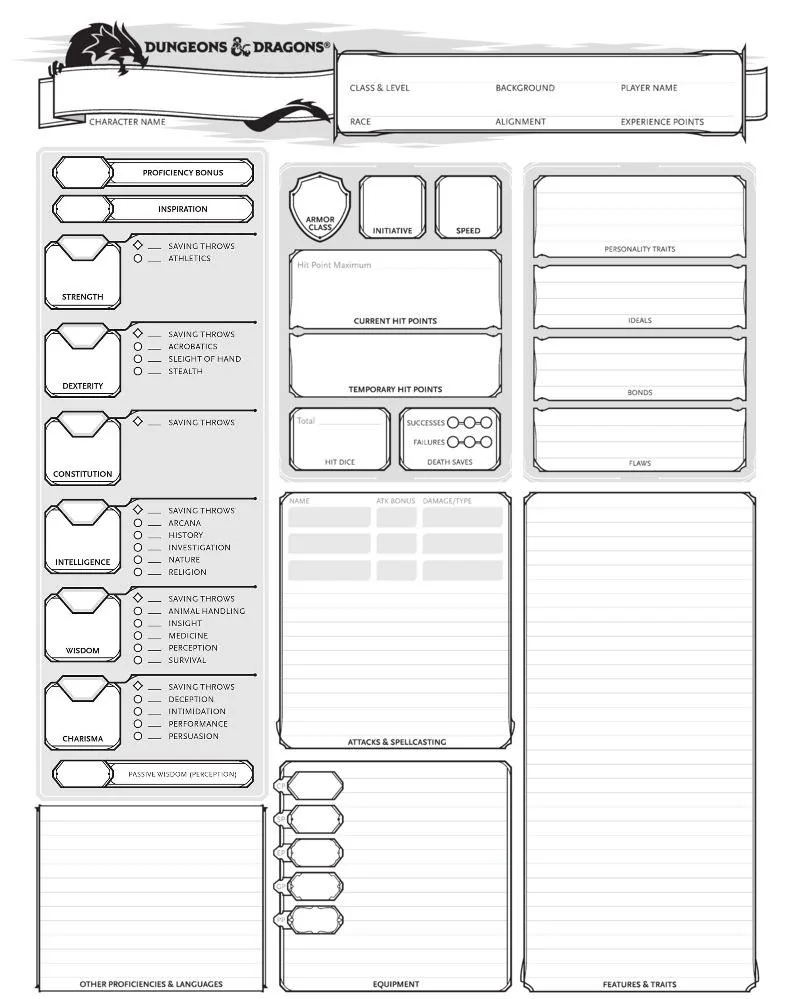 DUNGEONS & DRAGONS®
CHARACTER NAME
CLASS & LEVEL BACKGROUND PLAYER NAME
RACE ALIGNMENT EXPERIENCE POINTS
PROFICIENCY BONUS
INSPIRATION
STRENGTH
SAVING THROWS
ATHLETICS
DEXTERITY
SAVING THROWS
ACROBATICS
SLEIGHT OF HAND
STEALTH
CONSTITUTION
SAVING THROWS
INTELLIGENCE
SAVING THROWS
ARCANA
HISTORY
INVESTIGATION
NATURE
RELIGION
WISDOM
SAVING THROWS
ANIMAL HANDLING
INSIGHT
MEDICINE
PERCEPTION
SURVIVAL
CHARISMA
SAVING THROWS
DECEPTION
INTIMIDATION
PERFORMANCE
PERSUASION
PASSIVE WISDOM (PERCEPTION)
OTHER PROFICIENCIES & LANGUAGES
ARMOR
CLASS
INITIATIVE
SPEED
Hit Point Maximum
CURRENT HIT POINTS
TEMPORARY HIT POINTS
Total
HIT DICE
SUCCESSES
FAILURES
DEATH SAVES
NAME ATK BONUS DAMAGE/TYPE
ATTACKS & SPELLCASTING
CP
SP
EP
GP
PP
EQUIPMENT
PERSONALITY TRAITS
IDEALS
BONDS
FLAWS
FEATURES & TRAITS